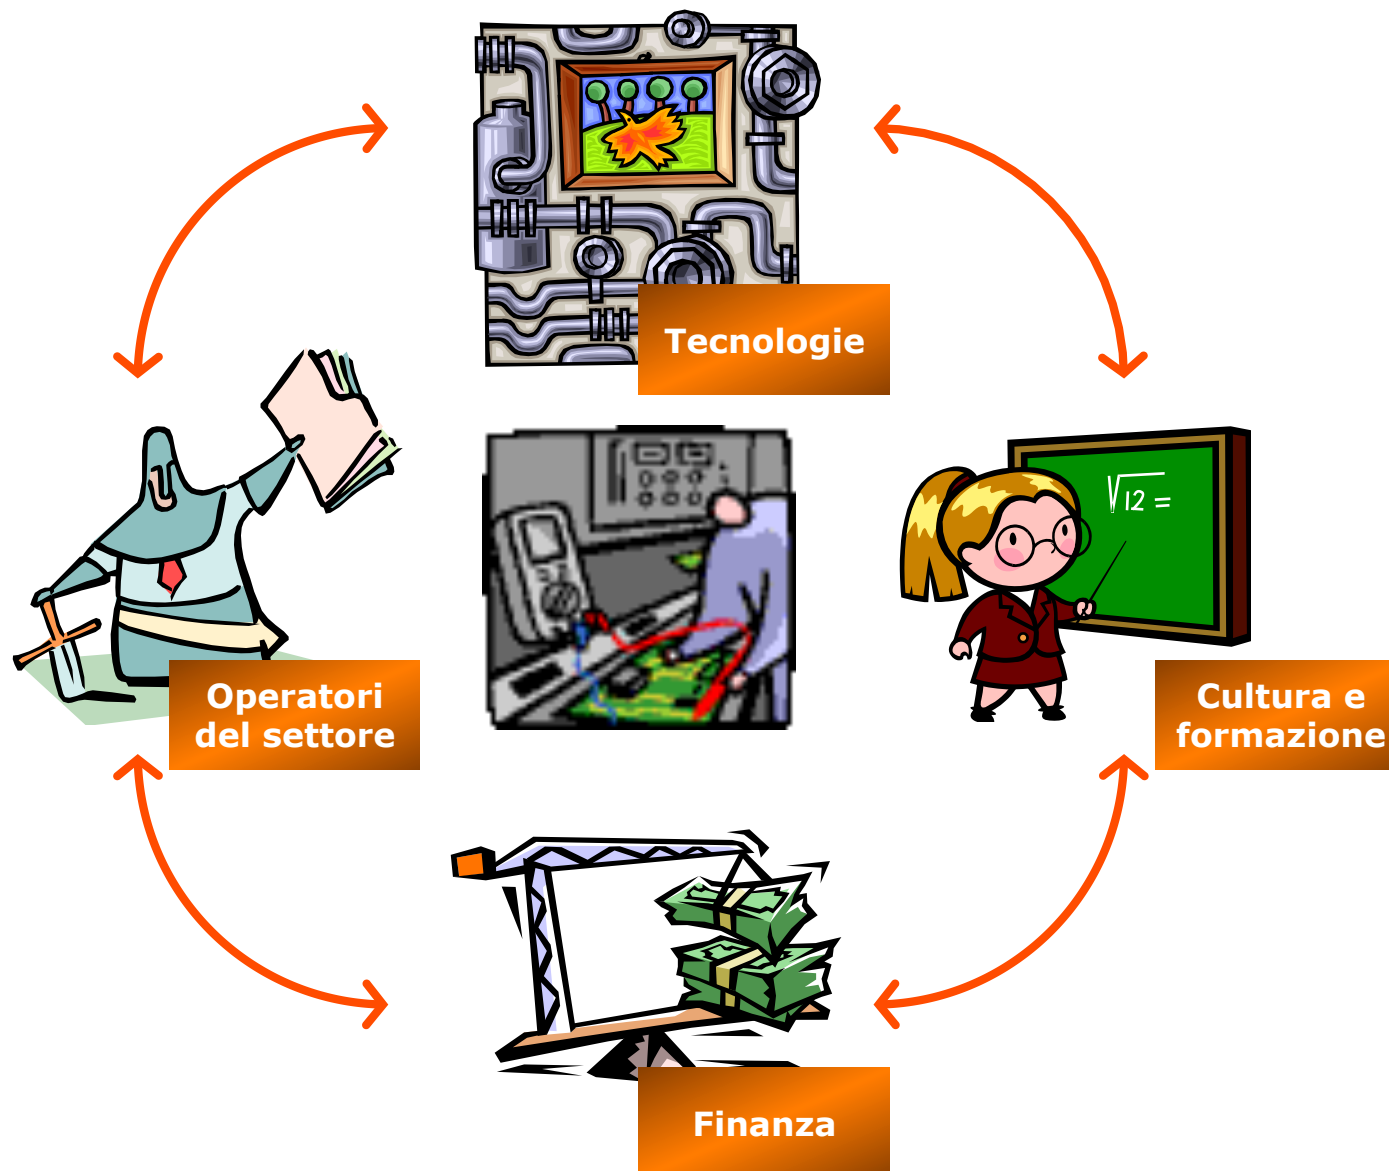 Tecnologie
√12 =
Operatori
del settore
Cultura e
formazione
Finanza